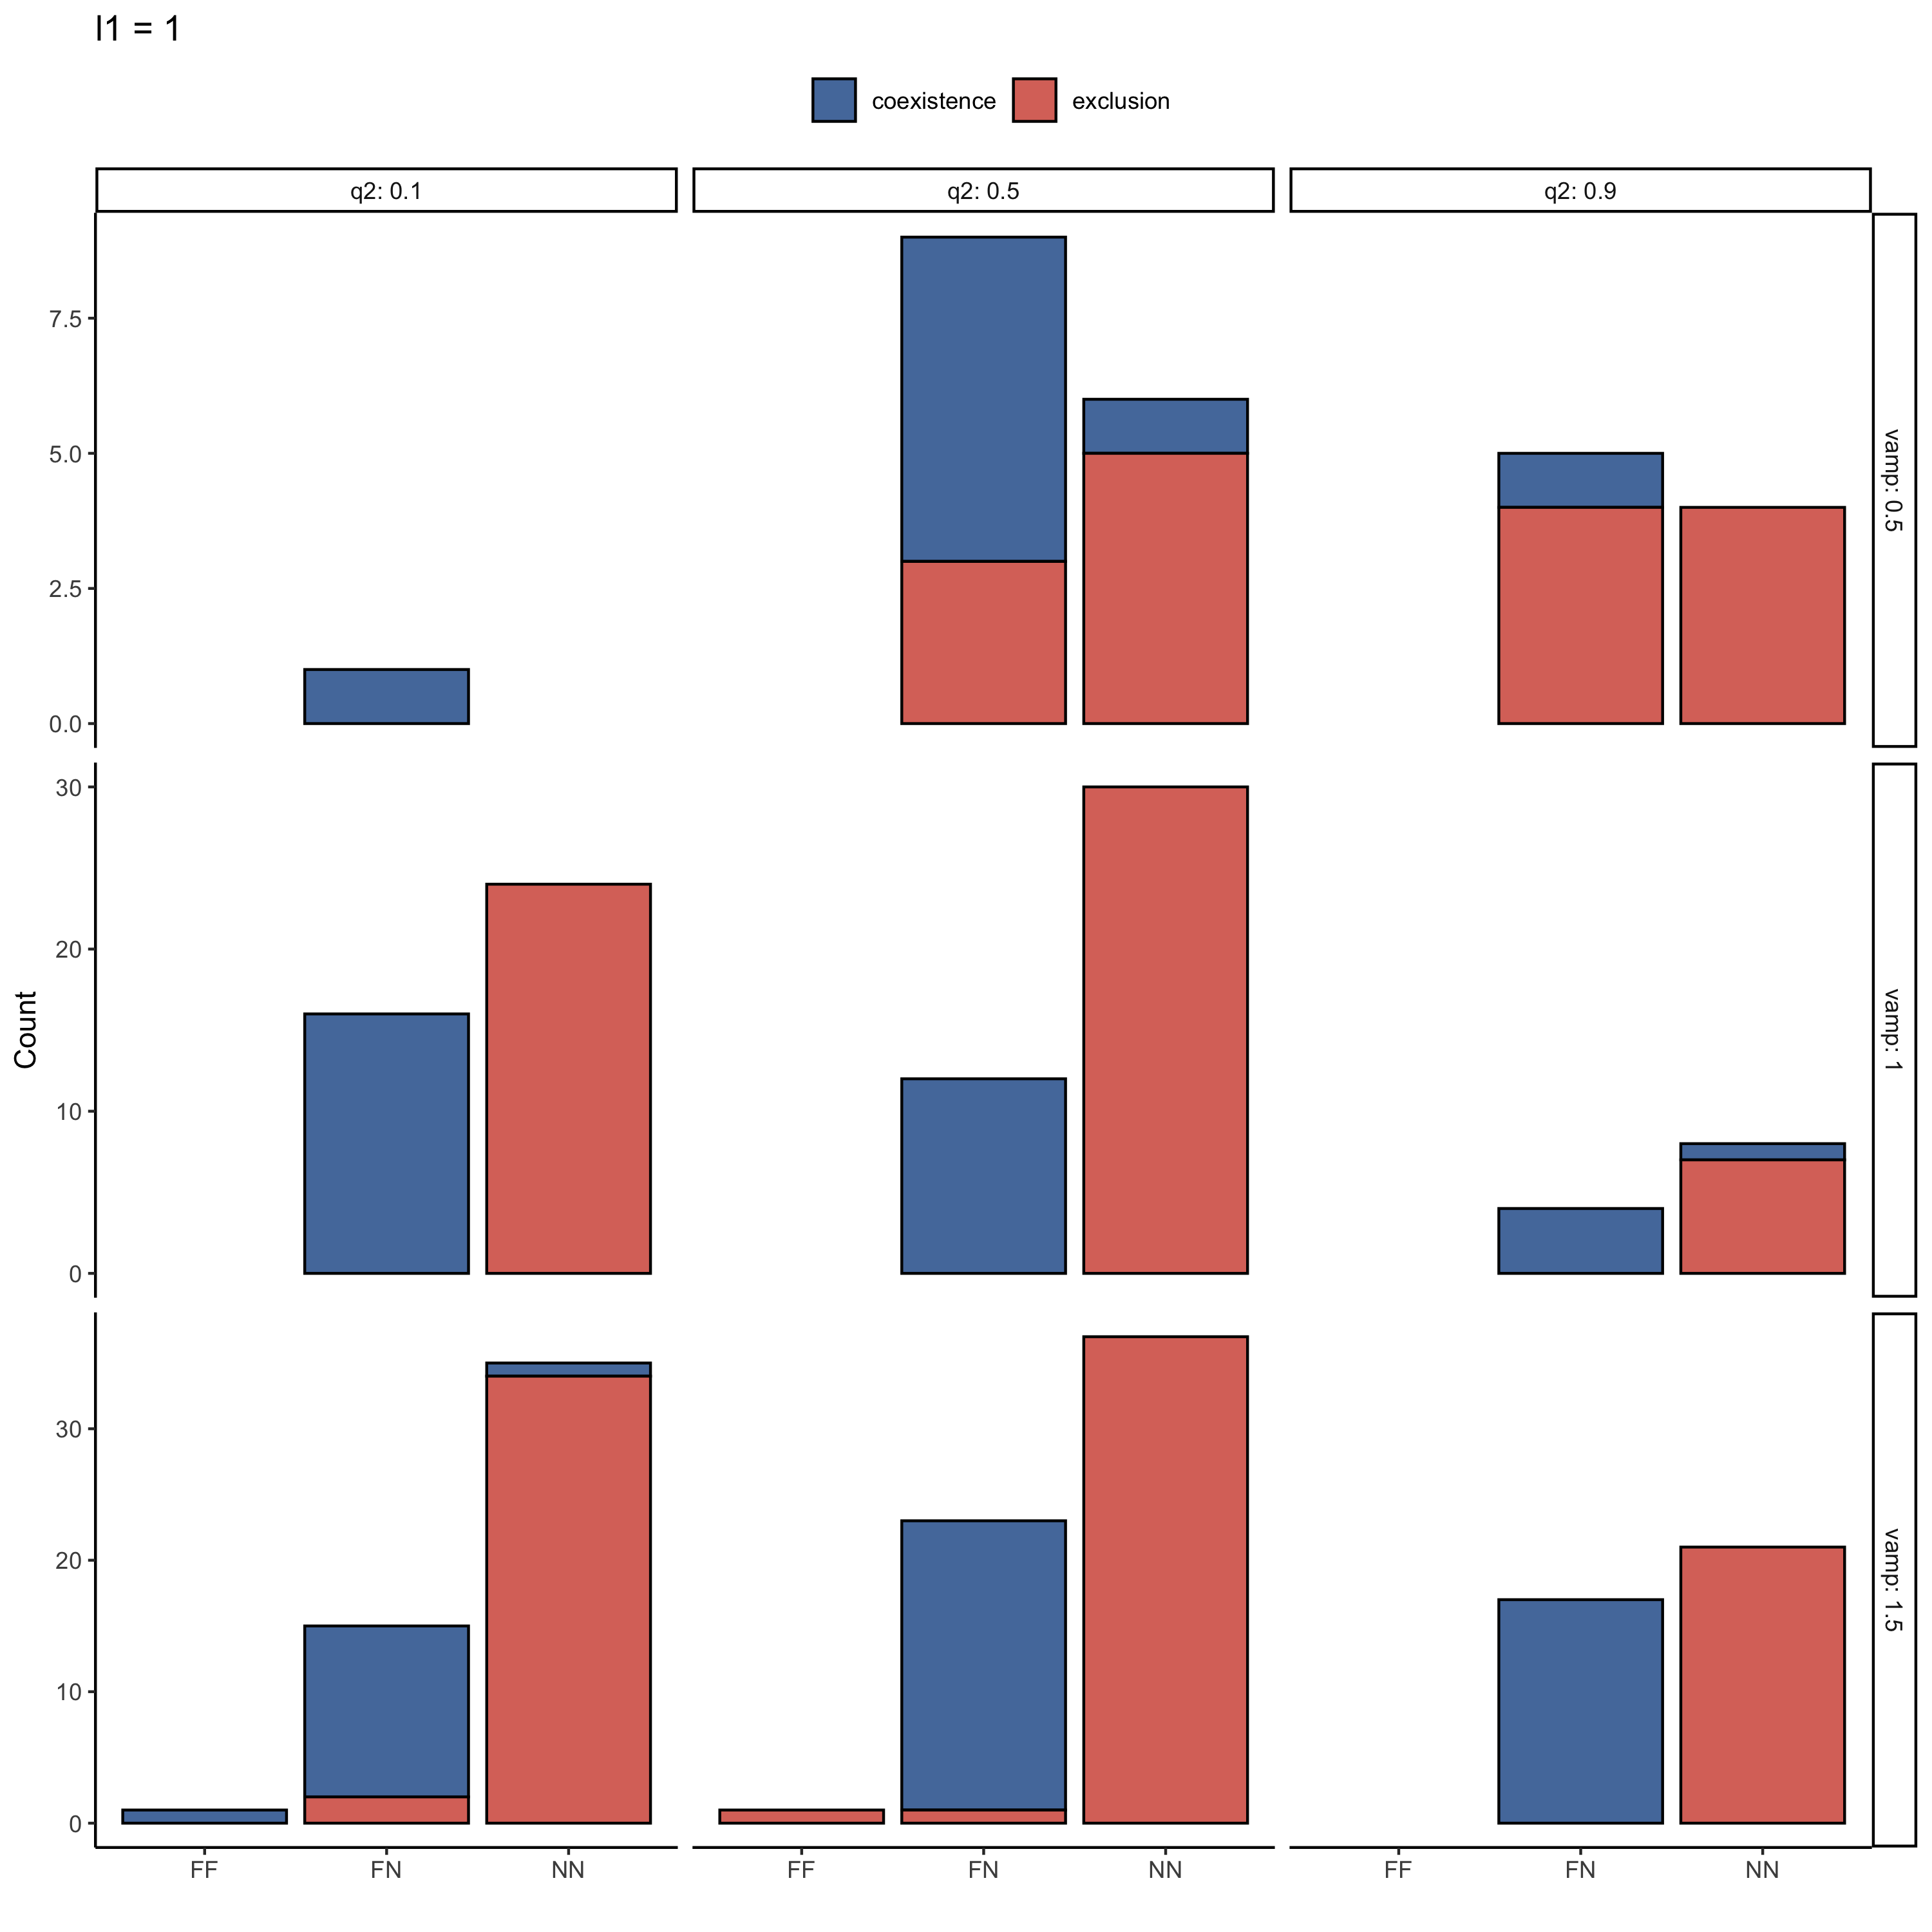 l1 = 1
coexistence exclusion
q2: 0.1 q2: 0.5 q2: 0.9
7.5
5.0
2.5
0.0
vamp: 0.5
30
20
10
0
vamp: 1
Count
30
20
10
0
vamp: 1.5
FF FN NN FF FN NN FF FN NN